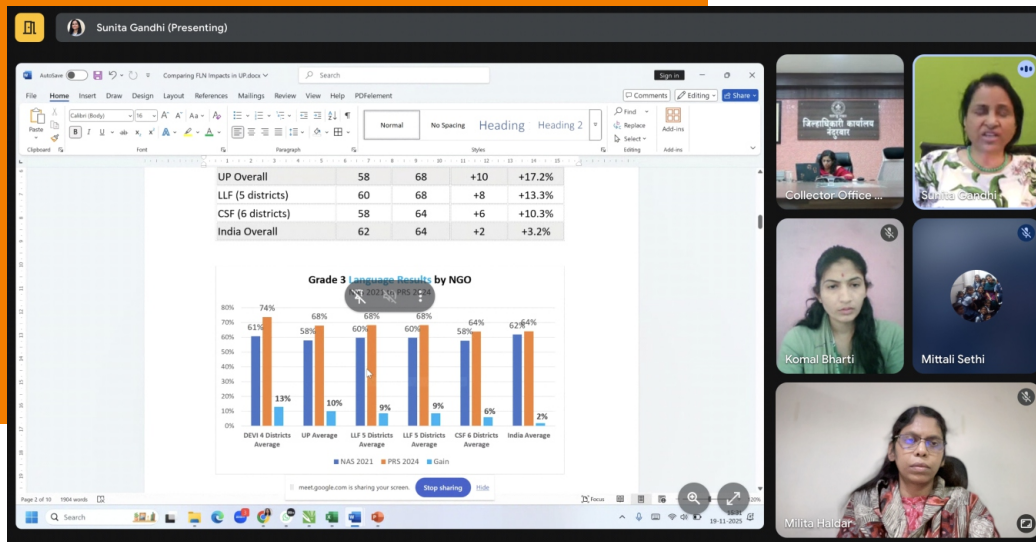 Sunita Gandhi (Presenting)
AutoSave
Comparing FLN Impacts in UP.docx
Search
Sign in
File Home Insert Draw Design Layout References Mailings Review View Help PDFelement
Comments Editing Share
Paste
Calibri (Body) 16
Normal
No Spacing
Heading
Heading 2
Find
Replace
Select
Add-ins
Clipboard Font Paragraph Styles Editing Add-ins
UP Overall 58 68 +10 +17.2%
LLF (5 districts) 60 68 +8 +13.3%
CSF (6 districts) 58 64 +6 +10.3%
India Overall 62 64 +2 +3.2%
Grade 3 Language Results by NGO
2021 PRS 2024
80%
70%
60%
50%
40%
30%
20%
10%
0%
61% 74% 13%
58% 68% 10%
60% 68% 9%
60% 68% 9%
58% 64% 6%
62% 64% 2%
DEVI 4 Districts Average
UP Average
LLF 5 Districts Average
LLF 5 Districts Average
CSF 6 Districts Average
India Average
NAS 2021 PRS 2024 Gain
meet.google.com is sharing your screen. Stop sharing Hide
Page 2 of 10 1904 words
Focus
Search
19-11-2025
जिल्हाधिकारी कार्यालय
नंदुरबार
Collector Office ...
Sunita Gandhi
Komal Bharti
Mittali Sethi
Milita Haldar